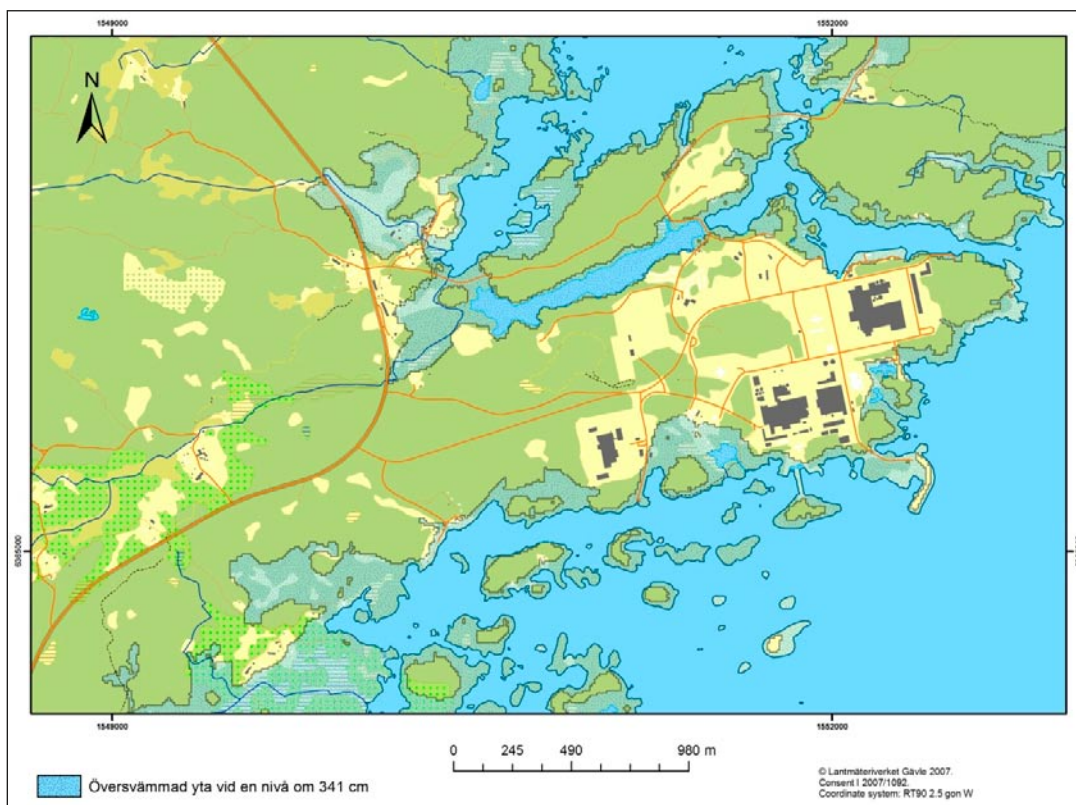 1549000
1552000
N
6365000
1549000
1552000
0 245 490 980 m
Översvämmad yta vid en nivå om 341 cm
© Lantmäteriverket Gävle 2007.
Consent I 2007/1092.
Coordinate system: RT90 2.5 gon W